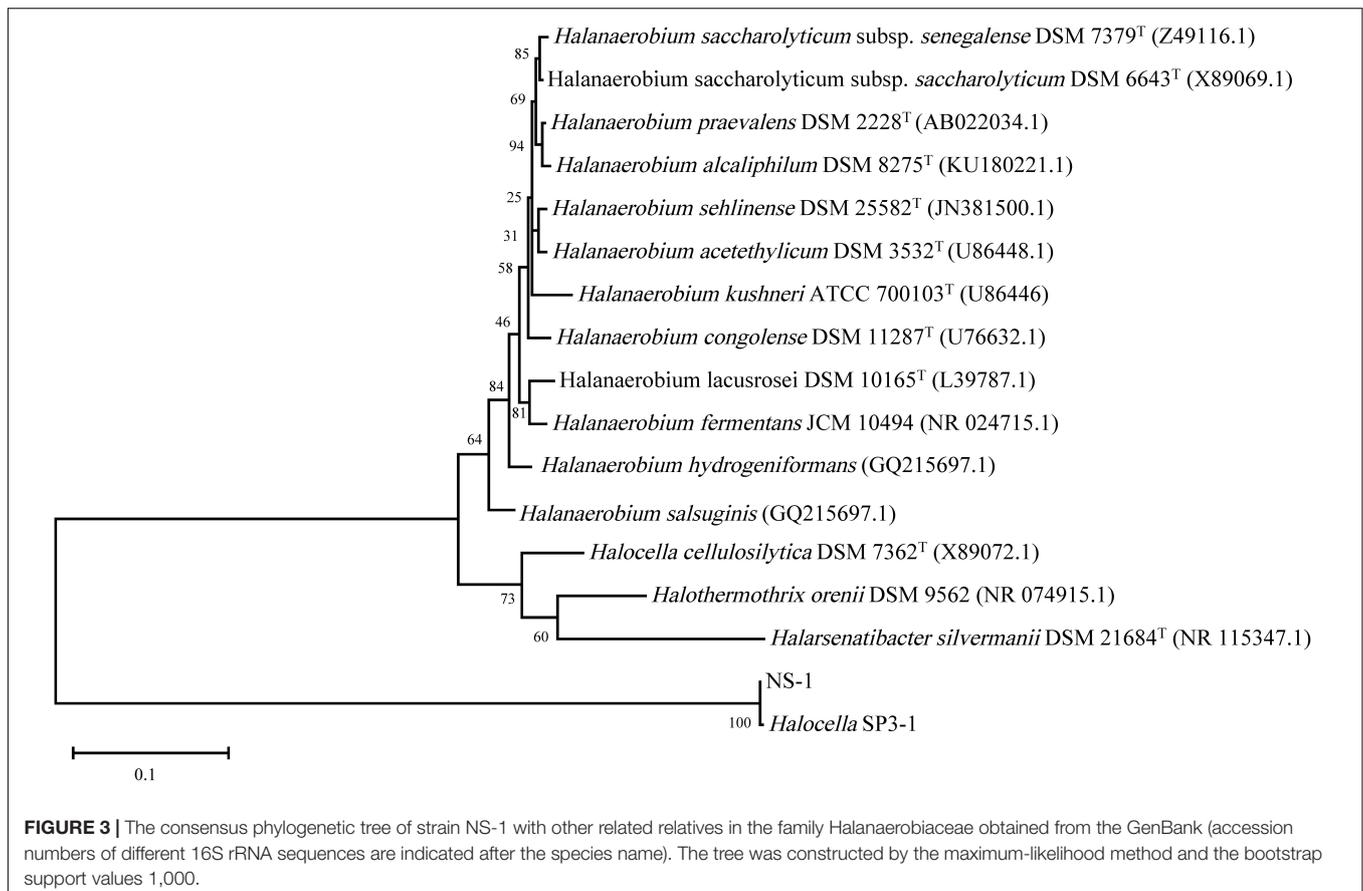 Halanaerobium saccharolyticum subsp. senegalense DSM 7379ᵀ (Z49116.1)
85
Halanaerobium saccharolyticum subsp. saccharolyticum DSM 6643ᵀ (X89069.1)
69
Halanaerobium praevalens DSM 2228ᵀ (AB022034.1)
94
Halanaerobium alcaliphilum DSM 8275ᵀ (KU180221.1)
25
Halanaerobium sehlinense DSM 25582ᵀ (JN381500.1)
31
Halanaerobium acetethylicum DSM 3532ᵀ (U86448.1)
58
Halanaerobium kushneri ATCC 700103ᵀ (U86446)
46
Halanaerobium congolense DSM 11287ᵀ (U76632.1)
84
Halanaerobium lacusrosei DSM 10165ᵀ (L39787.1)
81
Halanaerobium fermentans JCM 10494 (NR 024715.1)
64
Halanaerobium hydrogeniformans (GQ215697.1)
Halanaerobium salsuginis (GQ215697.1)
Halocella cellulosilytica DSM 7362ᵀ (X89072.1)
73
Halothermothrix orenii DSM 9562 (NR 074915.1)
60
Halarsenatibacter silvermanii DSM 21684ᵀ (NR 115347.1)
NS-1
100
Halocella SP3-1
0.1
FIGURE 3 | The consensus phylogenetic tree of strain NS-1 with other related relatives in the family Halanaerobiaceae obtained from the GenBank (accession
numbers of different 16S rRNA sequences are indicated after the species name). The tree was constructed by the maximum-likelihood method and the bootstrap
support values 1,000.